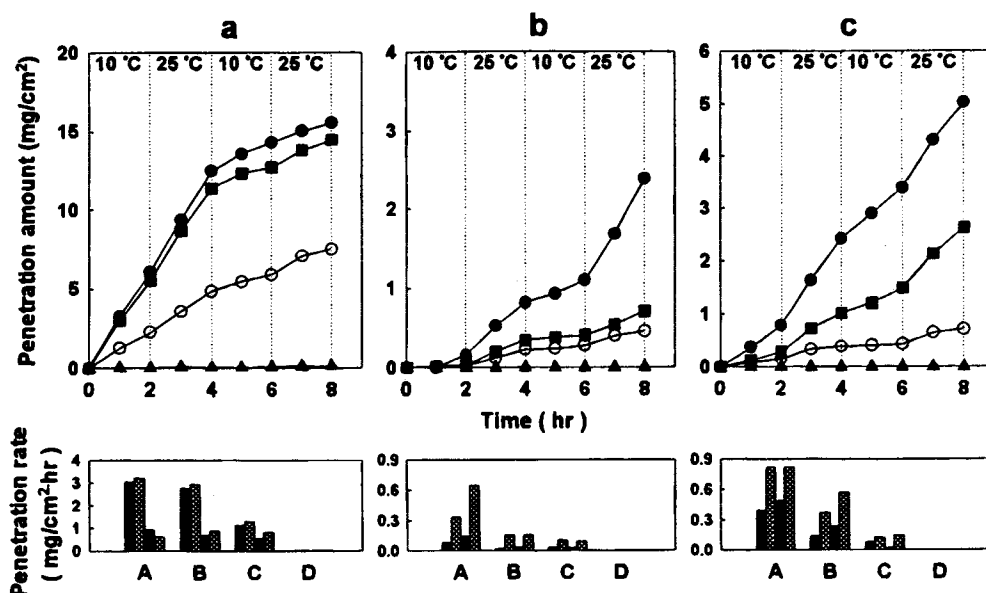 a b c
20 4 6
10 °C 25 °C 10 °C 25 °C 10 °C 25 °C 10 °C 25 °C 10 °C 25 °C 10 °C 25 °C
5
15 3
4
10 2 3
2
5 1
1
0 0 0
0 2 4 6 8 0 2 4 6 8 0 2 4 6 8
Penetration amount (mg/cm²)
Time ( hr )
Penetration rate
( mg/cm²·hr )
4 0.9 0.9
3 0.6 0.6
2
1 0.3 0.3
0 0.0 0.0
A B C D A B C D A B C D